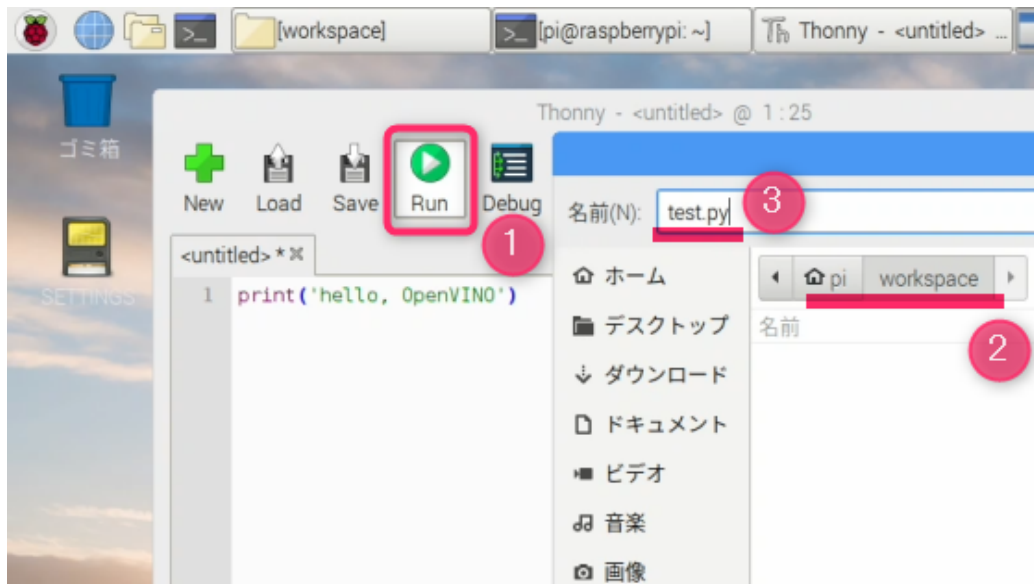 [workspace]
[pi@raspberrypi: ~]
Thonny - <untitled> ...
ゴミ箱
SETTINGS
Thonny - <untitled> @ 1 : 25
New
Load
Save
Run
Debug
1
<untitled> *
1 print('hello, OpenVINO')
名前(N):
test.py
3
pi
workspace
2
名前
ホーム
デスクトップ
ダウンロード
ドキュメント
ビデオ
音楽
画像